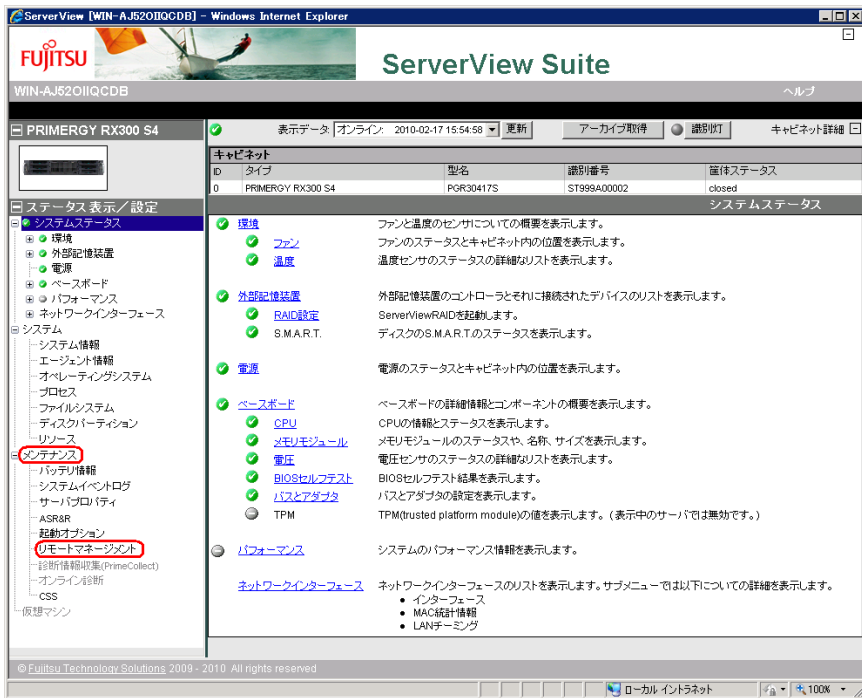 ServerView [WIN-AJ52OIIQCDB] - Windows Internet Explorer
FUJITSU
ServerView Suite
WIN-AJ52OIIQCDB ヘルプ
PRIMERGY RX300 S4
表示データ: オンライン: 2010-02-17 15:54:58 更新 アーカイブ取得 識別灯 キャビネット詳細
キャビネット
ID タイプ 型名 識別番号 筐体ステータス
0 PRIMERGY RX300 S4 PGR30417S ST999A00002 closed
ステータス表示／設定
システムステータス
環境
外部記憶装置
電源
ベースボード
パフォーマンス
ネットワークインターフェース
システム
システム情報
エージェント情報
オペレーティングシステム
プロセス
ファイルシステム
ディスクパーティション
リソース
メンテナンス
バッテリ情報
システムイベントログ
サーバプロパティ
ASR&R
起動オプション
リモートマネージメント
診断情報収集(PrimeCollect)
オンライン診断
CSS
仮想マシン
システムステータス
環境 ファンと温度のセンサについての概要を表示します。
ファン ファンのステータスとキャビネット内の位置を表示します。
温度 温度センサのステータスの詳細なリストを表示します。
外部記憶装置 外部記憶装置のコントローラとそれに接続されたデバイスのリストを表示します。
RAID設定 ServerViewRAIDを起動します。
S.M.A.R.T. ディスクのS.M.A.R.T.のステータスを表示します。
電源 電源のステータスとキャビネット内の位置を表示します。
ベースボード ベースボードの詳細情報とコンポーネントの概要を表示します。
CPU CPUの情報とステータスを表示します。
メモリモジュール メモリモジュールのステータスや、名称、サイズを表示します。
電圧 電圧センサのステータスの詳細なリストを表示します。
BIOSセルフテスト BIOSセルフテスト結果を表示します。
バスとアダプタ バスとアダプタの設定を表示します。
TPM TPM(trusted platform module)の値を表示します。(表示中のサーバでは無効です。)
パフォーマンス システムのパフォーマンス情報を表示します。
ネットワークインターフェース ネットワークインターフェースのリストを表示します。サブメニューでは以下についての詳細を表示します。
• インターフェース
• MAC統計情報
• LANチーミング
© Fujitsu Technology Solutions 2009 - 2010 All rights reserved
ローカル イントラネット 100%